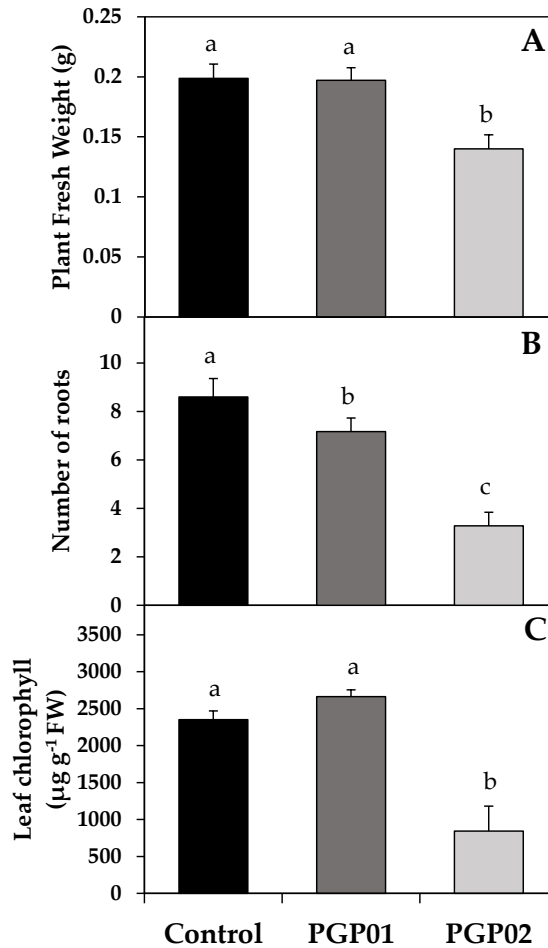 0.25
0.2
0.15
0.1
0.05
0
Plant Fresh Weight (g)
a
a
b
A
10
8
6
4
2
0
Number of roots
a
b
c
B
3500
3000
2500
2000
1500
1000
500
0
Leaf chlorophyll
(µg g-1 FW)
a
a
b
C
Control PGP01 PGP02